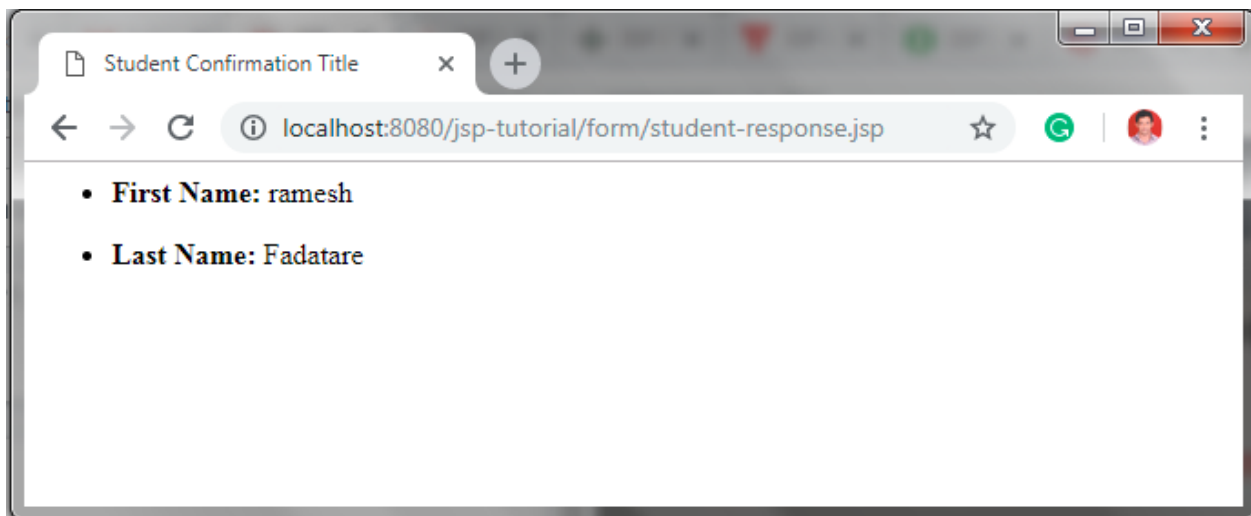 Student Confirmation Title
localhost:8080/jsp-tutorial/form/student-response.jsp
First Name: ramesh
Last Name: Fadatare